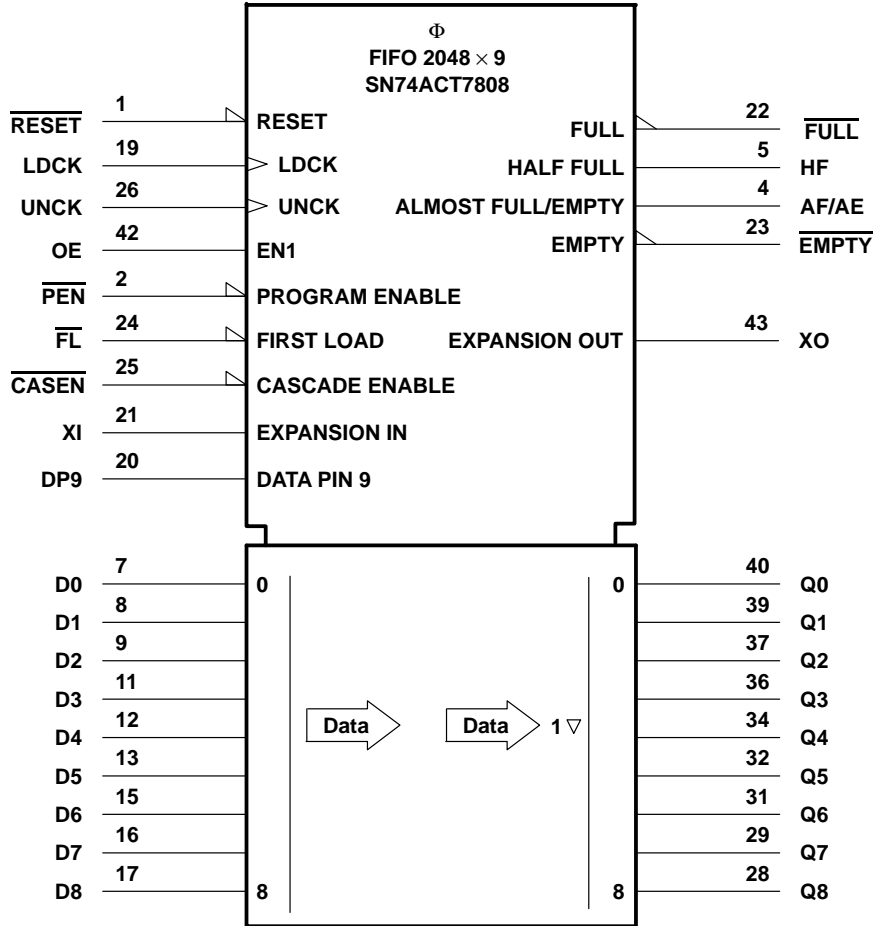 Φ
FIFO 2048 × 9
SN74ACT7808
RESET 1 RESET
LDCK 19 LDCK
UNCK 26 UNCK
OE 42 EN1
PEN 2 PROGRAM ENABLE
FL 24 FIRST LOAD
CASEN 25 CASCADE ENABLE
XI 21 EXPANSION IN
DP9 20 DATA PIN 9
FULL 22 FULL
HALF FULL 5 HF
ALMOST FULL/EMPTY 4 AF/AE
EMPTY 23 EMPTY
EXPANSION OUT 43 XO
D0 7 0
D1 8
D2 9
D3 11
D4 12
D5 13
D6 15
D7 16
D8 17 8
Data Data 1 ▽
0 40 Q0
39 Q1
37 Q2
36 Q3
34 Q4
32 Q5
31 Q6
29 Q7
8 28 Q8